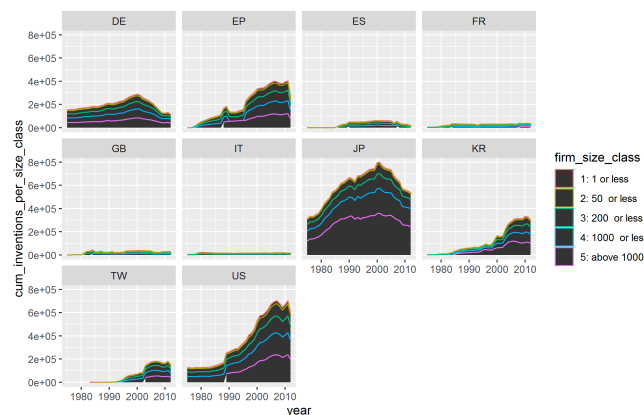 DE EP ES FR
8e+05
6e+05
4e+05
2e+05
0e+00
GB IT JP KR
8e+05
6e+05
4e+05
2e+05
0e+00
1980 1990 2000 2010 1980 1990 2000 2010
TW US
8e+05
6e+05
4e+05
2e+05
0e+00
1980 1990 2000 2010 1980 1990 2000 2010
year
cum_inventions_per_size_class
firm_size_class
1: 1 or less
2: 50 or less
3: 200 or less
4: 1000 or les
5: above 1000